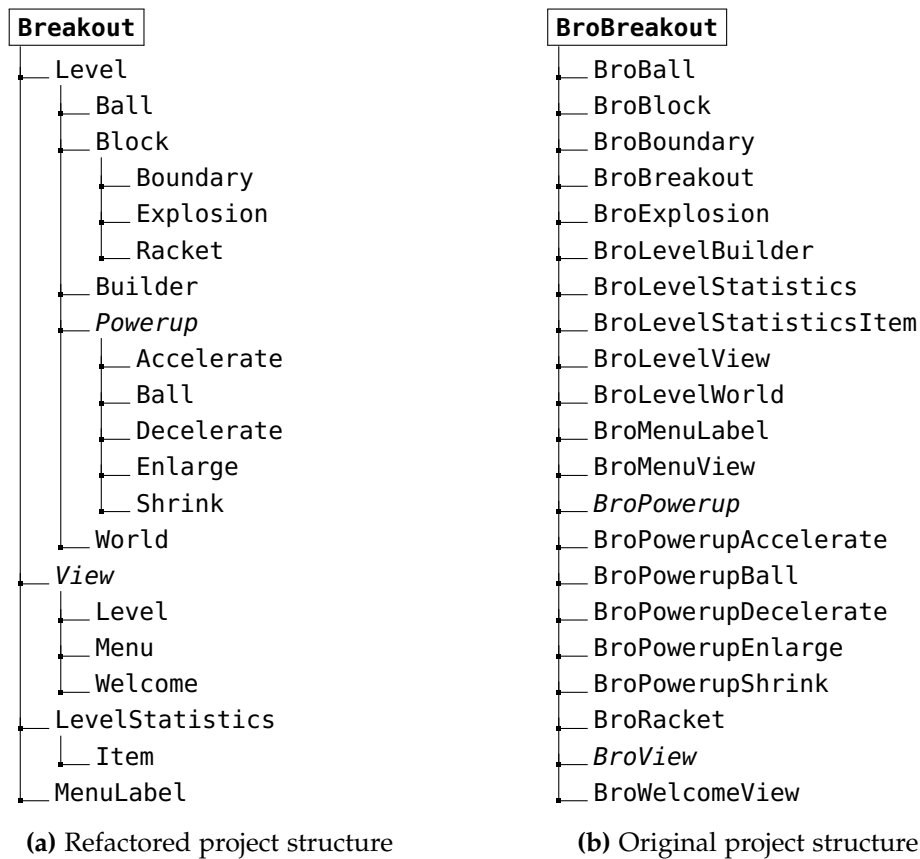 Breakout
Level
Ball
Block
Boundary
Explosion
Racket
Builder
Powerup
Accelerate
Ball
Decelerate
Enlarge
Shrink
World
View
Level
Menu
Welcome
LevelStatistics
Item
MenuLabel
(a) Refactored project structure
BroBreakout
BroBall
BroBlock
BroBoundary
BroBreakout
BroExplosion
BroLevelBuilder
BroLevelStatistics
BroLevelStatisticsItem
BroLevelView
BroLevelWorld
BroMenuLabel
BroMenuView
BroPowerup
BroPowerupAccelerate
BroPowerupBall
BroPowerupDecelerate
BroPowerupEnlarge
BroPowerupShrink
BroRacket
BroView
BroWelcomeView
(b) Original project structure